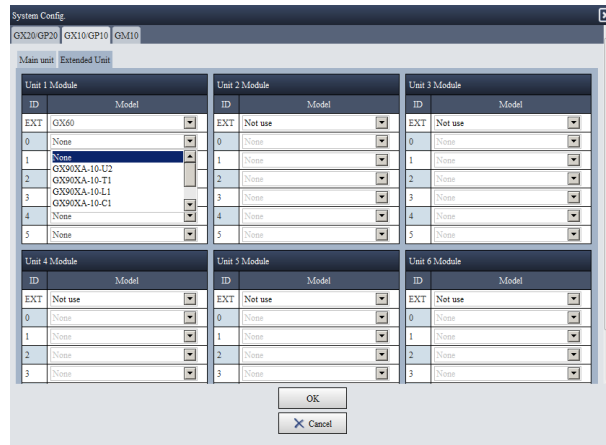 System Config.
GX20/GP20 GX10/GP10 GM10
Main unit Extended Unit
Unit 1 Module Unit 2 Module Unit 3 Module
ID Model ID Model ID Model
EXT GX60 EXT Not use EXT Not use
0 None 0 None 0 None
1 None 1 None 1 None
GX90XA-10-U2
2 GX90XA-10-T1 2 None 2 None
GX90XA-10-L1
3 GX90XA-10-C1 3 None 3 None
4 None 4 None 4 None
5 None 5 None 5 None
Unit 4 Module Unit 5 Module Unit 6 Module
ID Model ID Model ID Model
EXT Not use EXT Not use EXT Not use
0 None 0 None 0 None
1 None 1 None 1 None
2 None 2 None 2 None
3 None 3 None 3 None
OK
Cancel